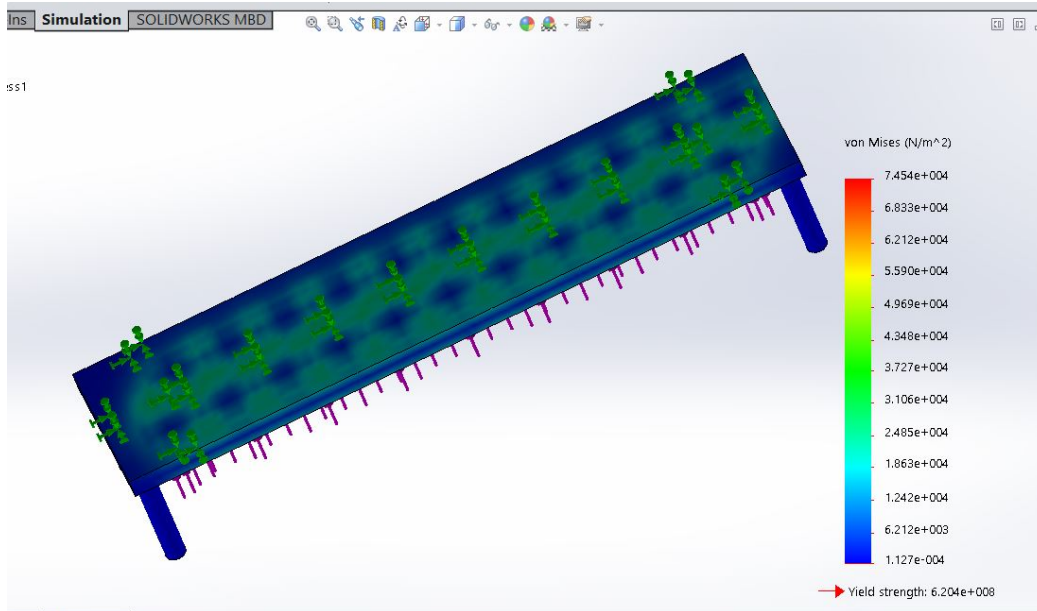 Ins Simulation SOLIDWORKS MBD
ess1
von Mises (N/m^2)
7.454e+004
6.833e+004
6.212e+004
5.590e+004
4.969e+004
4.348e+004
3.727e+004
3.106e+004
2.485e+004
1.863e+004
1.242e+004
6.212e+003
1.127e-004
Yield strength: 6.204e+008